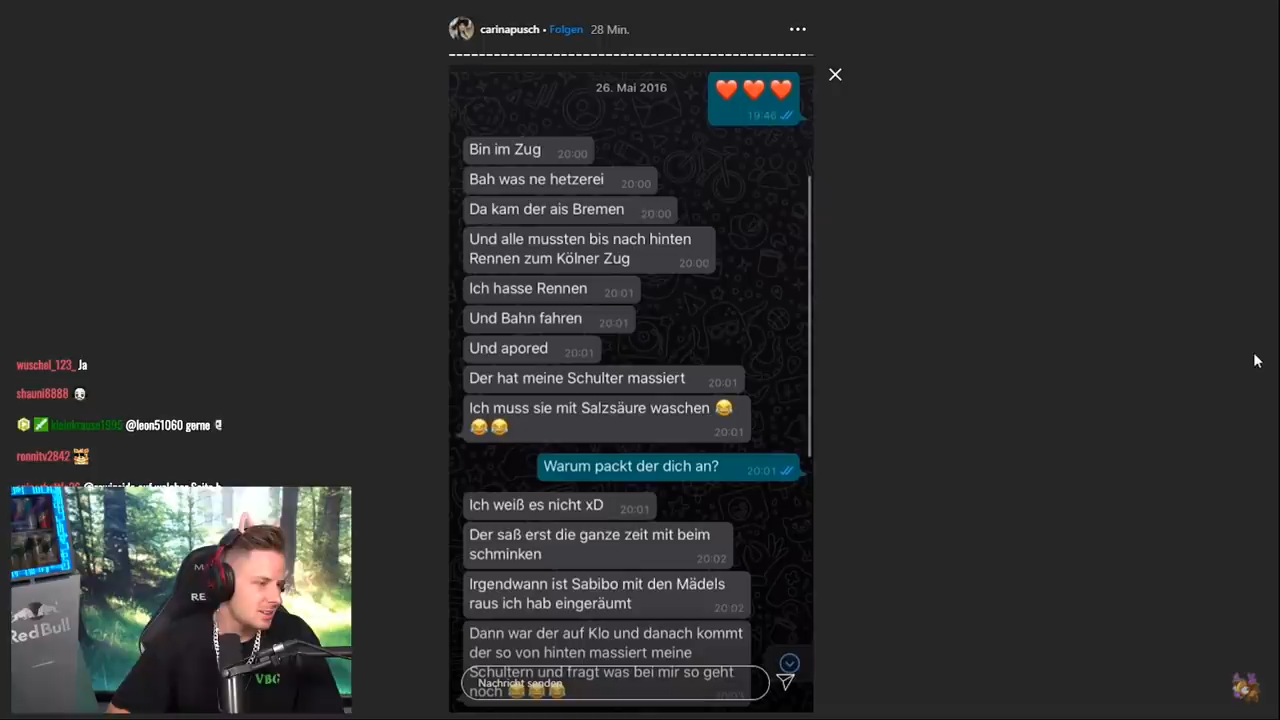 carinapusch • Folgen 28 Min.
26. Mai 2016
19:46
Bin im Zug 20:00
Bah was ne hetzerei 20:00
Da kam der ais Bremen 20:00
Und alle mussten bis nach hinten
Rennen zum Kölner Zug 20:00
Ich hasse Rennen 20:01
Und Bahn fahren 20:01
Und apored 20:01
Der hat meine Schulter massiert 20:01
Ich muss sie mit Salzsäure waschen 😂
😂😂 20:01
Warum packt der dich an? 20:01
Ich weiß es nicht xD 20:01
Der saß erst die ganze zeit mit beim
schminken 20:02
Irgendwann ist Sabibo mit den Mädels
raus ich hab eingeräumt 20:02
Dann war der auf Klo und danach kommt
der so von hinten massiert meine
Schultern und fragt was bei mir so geht
noch 😂😂😂 20:03
Nachricht senden
wuschel_123_ Ja
shauni8888
kleinkrause1995 @leon51060 gerne
ronnitv2842
RedBull
RE
VBG